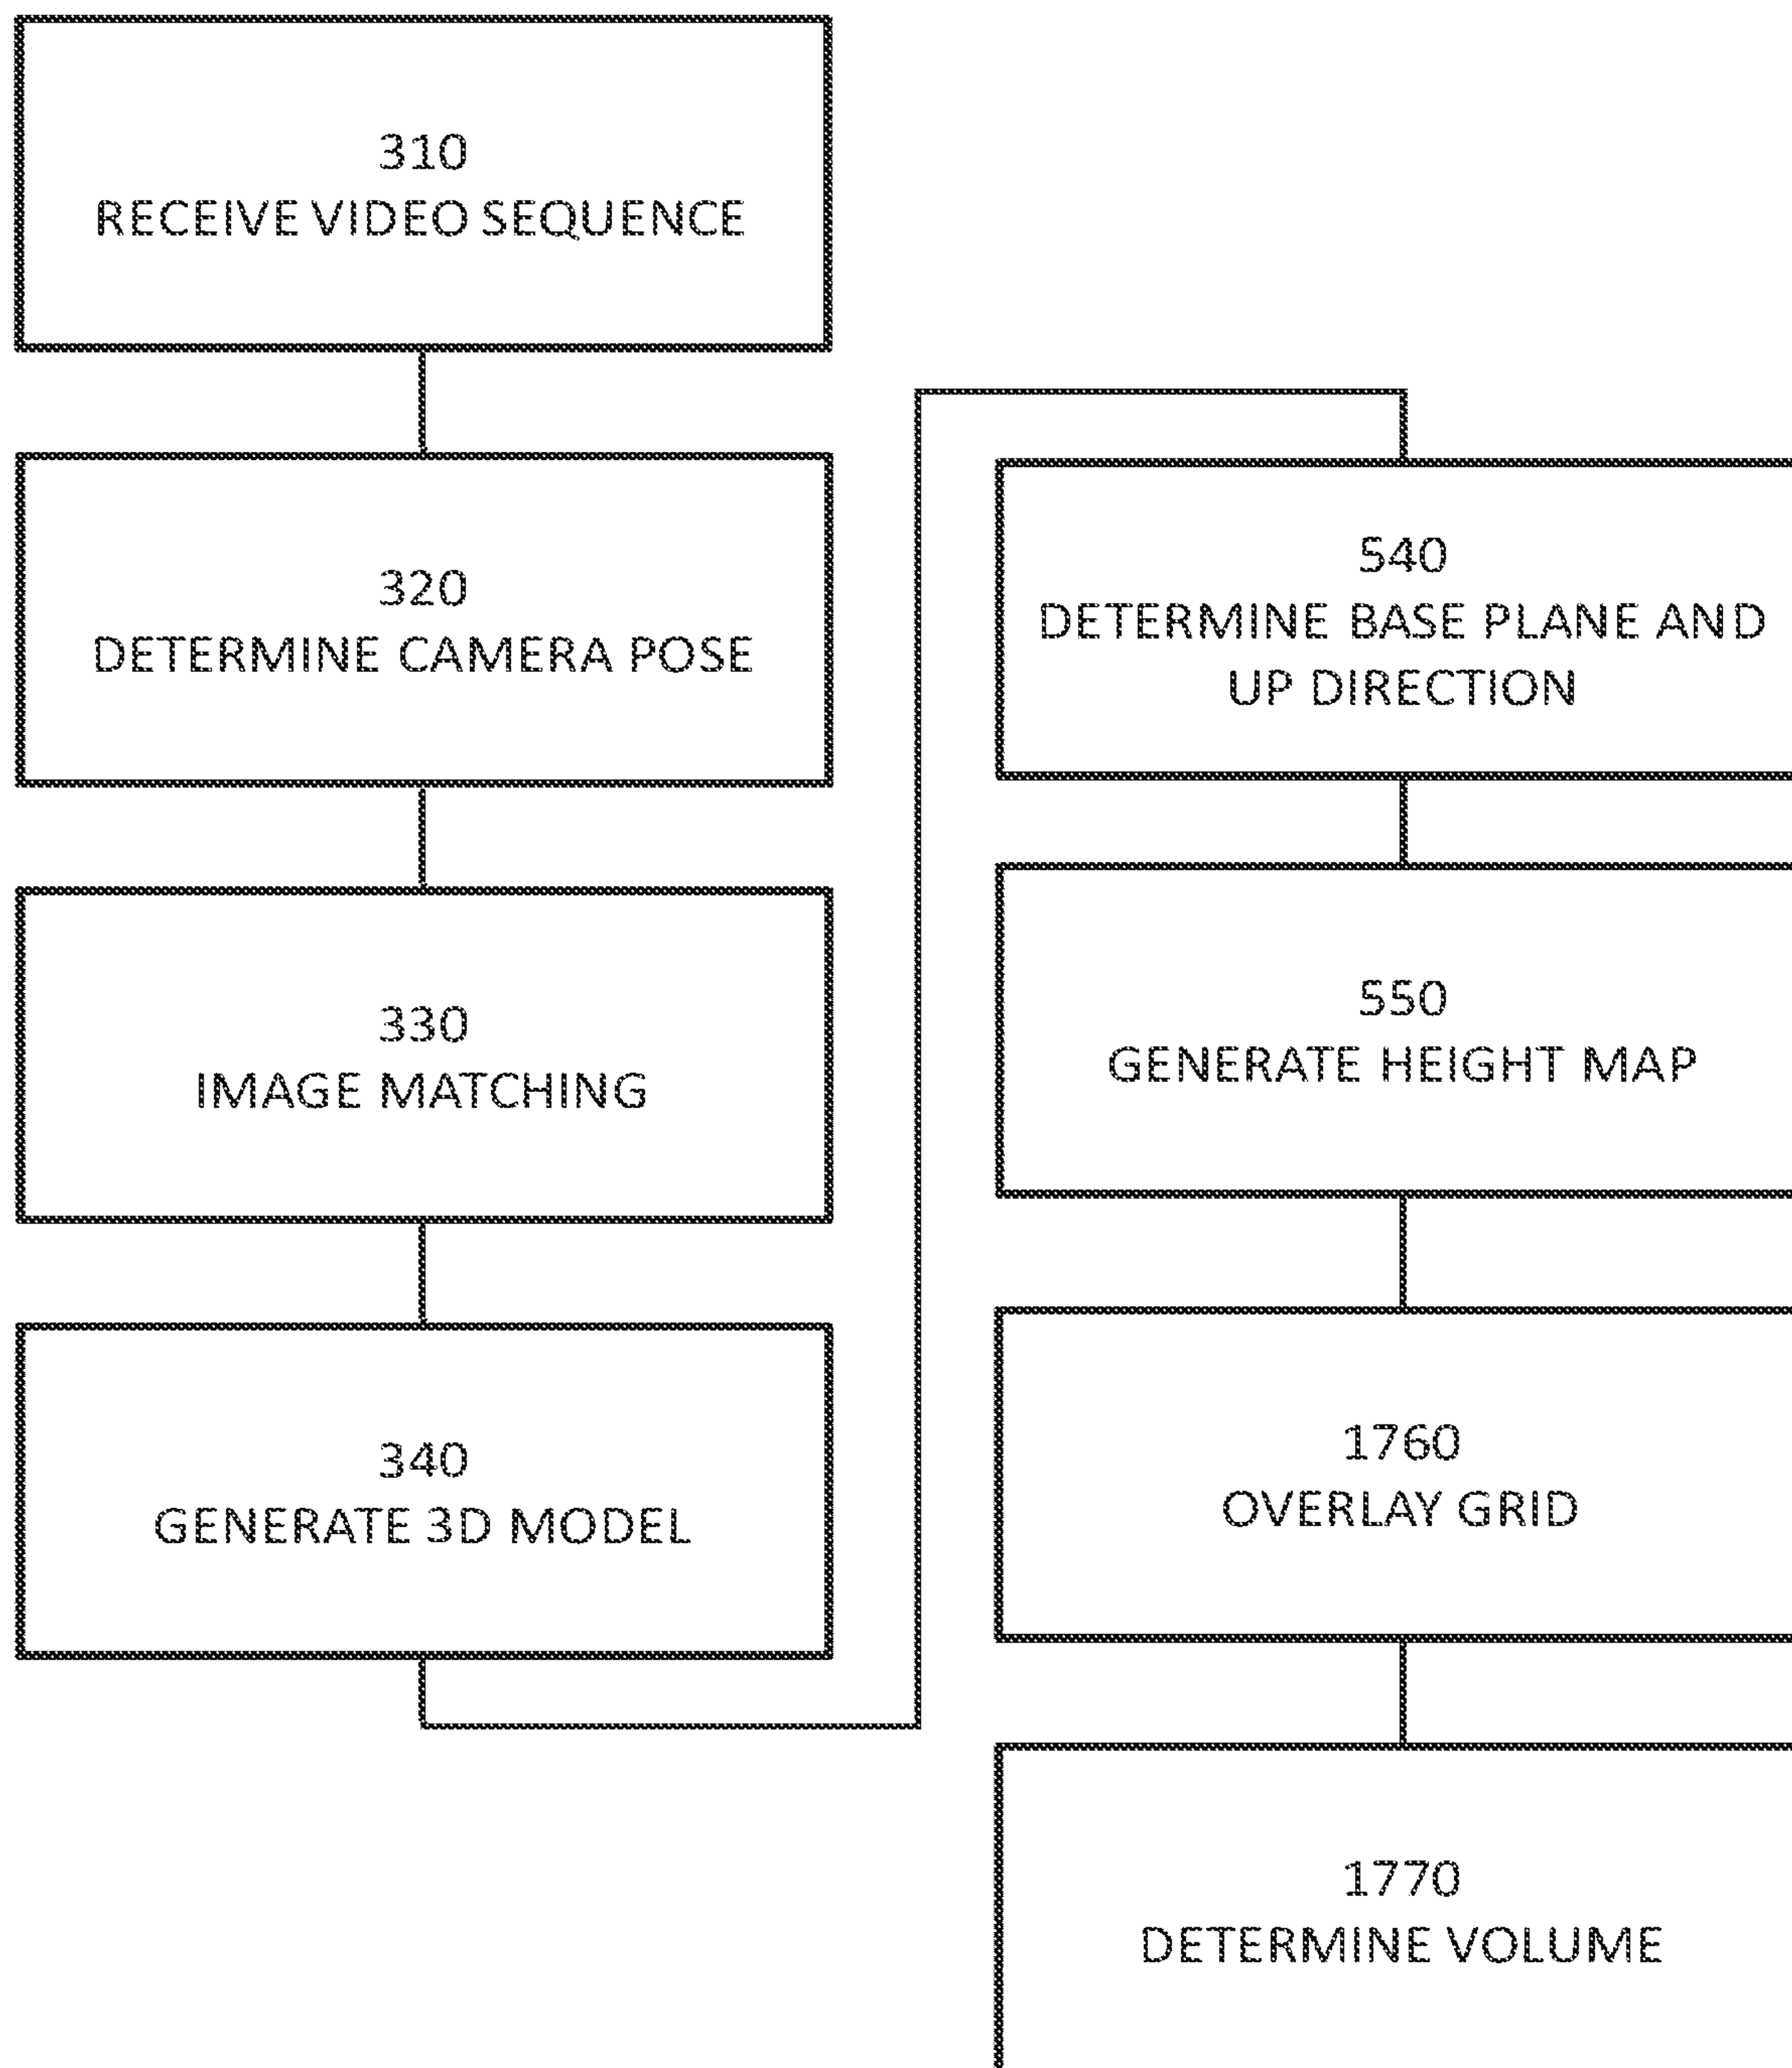 310
RECEIVE VIDEO SEQUENCE
320
DETERMINE CAMERA POSE
330
IMAGE MATCHING
340
GENERATE 3D MODEL
540
DETERMINE BASE PLANE AND
UP DIRECTION
550
GENERATE HEIGHT MAP
1760
OVERLAY GRID
1770
DETERMINE VOLUME